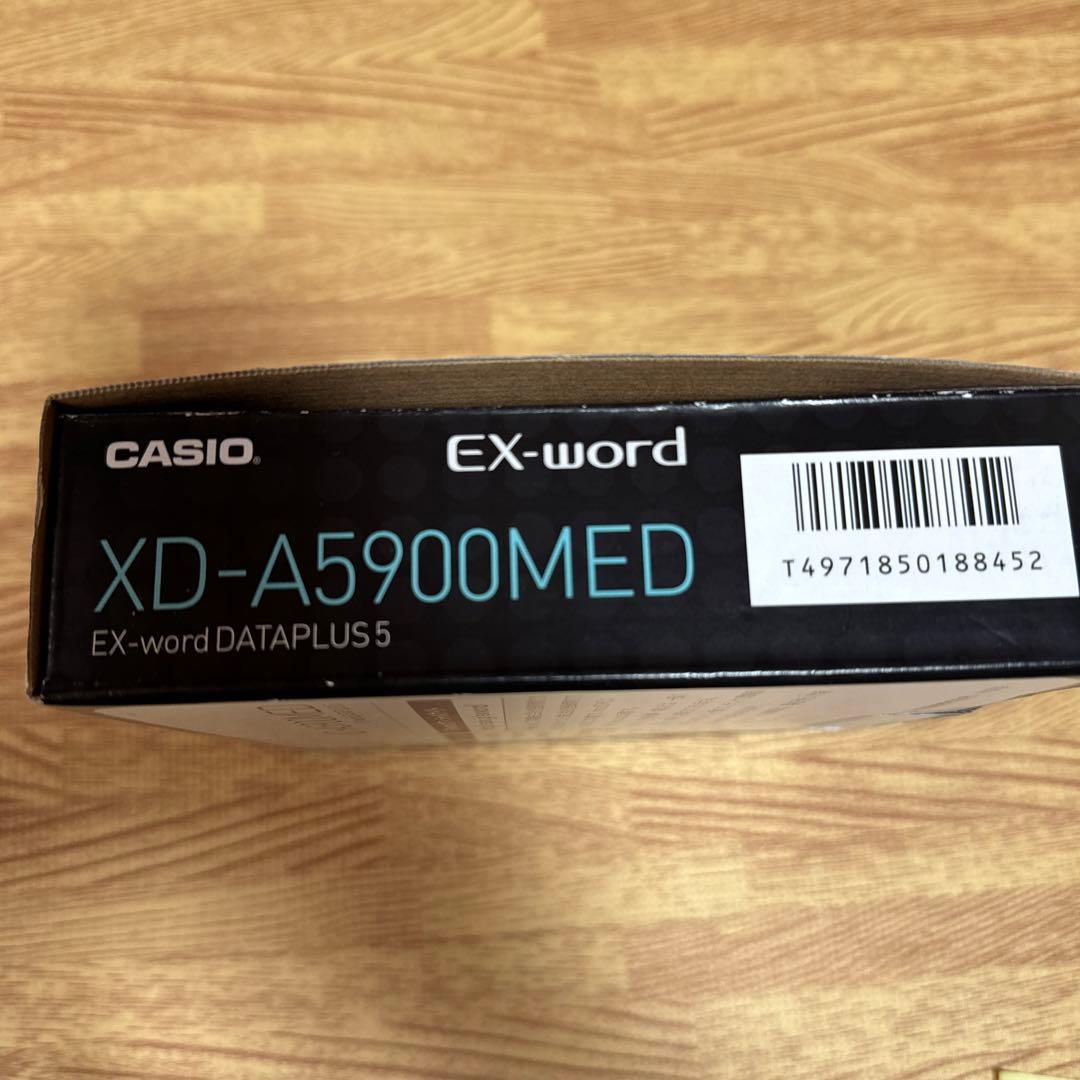 CASIO®
EX-word
XD-A5900MED
EX-word DATAPLUS 5
T4971850188452